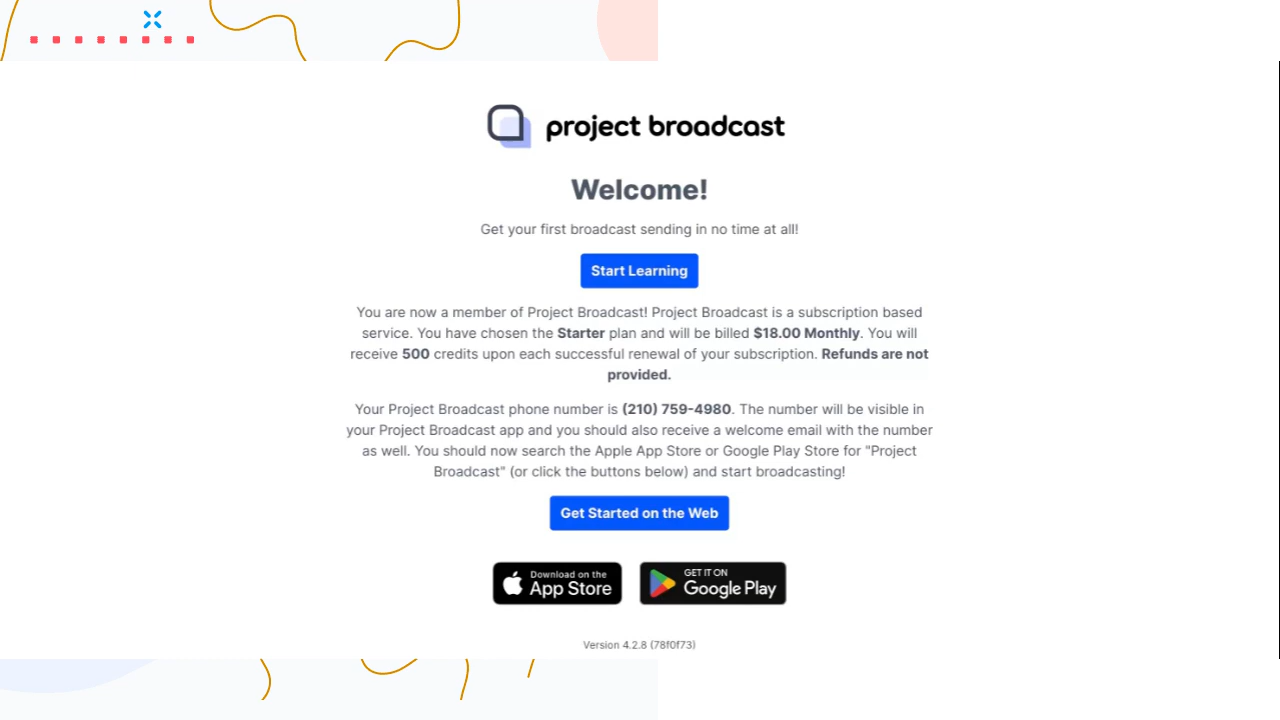 project broadcast
Welcome!
Get your first broadcast sending in no time at all!
Start Learning
You are now a member of Project Broadcast! Project Broadcast is a subscription based
service. You have chosen the Starter plan and will be billed $18.00 Monthly. You will
receive 500 credits upon each successful renewal of your subscription. Refunds are not
provided.
Your Project Broadcast phone number is (210) 759-4980. The number will be visible in
your Project Broadcast app and you should also receive a welcome email with the number
as well. You should now search the Apple App Store or Google Play Store for "Project
Broadcast" (or click the buttons below) and start broadcasting!
Get Started on the Web
Download on the
App Store
GET IT ON
Google Play
Version 4.2.8 (78f0f73)